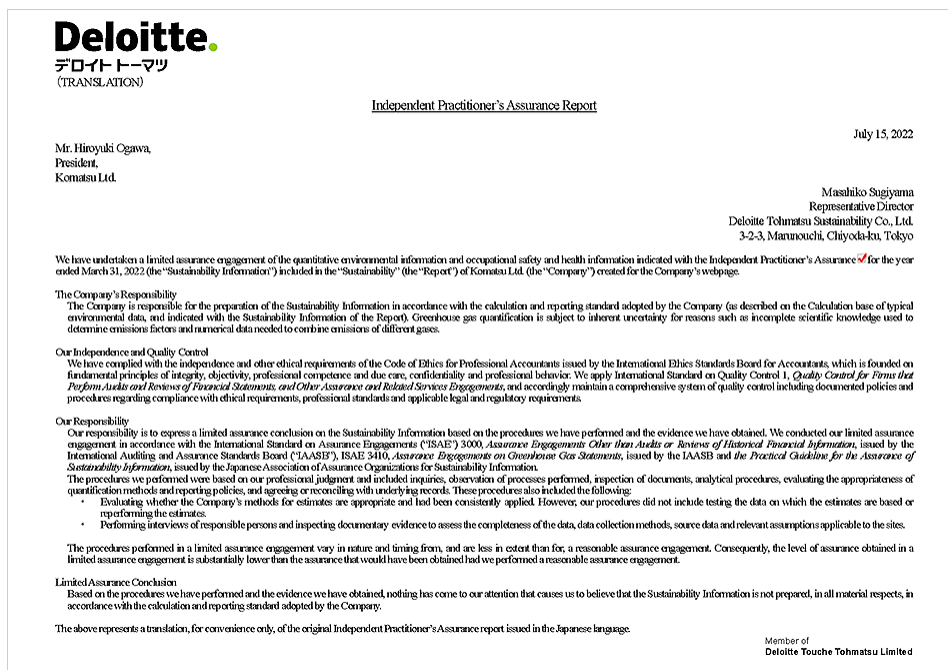 Deloitte.
デロイト トーマツ
(TRANSLATION)
Independent Practitioner's Assurance Report
July 15, 2022
Mr. Hiroyuki Ogawa,
President,
Komatsu Ltd.
Masahiko Sugiyama
Representative Director
Deloitte Tohmatsu Sustainability Co., Ltd.
3-2-3, Marunouchi, Chiyoda-ku, Tokyo
We have undertaken a limited assurance engagement of the quantitative environmental information and occupational safety and health information indicated with the Independent Practitioner's Assurance ✓ for the year
ended March 31, 2022 (the "Sustainability Information") included in the "Sustainability" (the "Report") of Komatsu Ltd. (the "Company") created for the Company's webpage.
The Company's Responsibility
The Company is responsible for the preparation of the Sustainability Information in accordance with the calculation and reporting standard adopted by the Company (as described on the Calculation base of typical
environmental data, and indicated with the Sustainability Information of the Report). Greenhouse gas quantification is subject to inherent uncertainty for reasons such as incomplete scientific knowledge used to
determine emissions factors and numerical data needed to combine emissions of different gases.
Our Independence and Quality Control
We have complied with the independence and other ethical requirements of the Code of Ethics for Professional Accountants issued by the International Ethics Standards Board for Accountants, which is founded on
fundamental principles of integrity, objectivity, professional competence and due care, confidentiality and professional behavior. We apply International Standard on Quality Control 1, Quality Control for Firms that
Perform Audits and Reviews of Financial Statements, and Other Assurance and Related Services Engagements, and accordingly maintain a comprehensive system of quality control including documented policies and
procedures regarding compliance with ethical requirements, professional standards and applicable legal and regulatory requirements.
Our Responsibility
Our responsibility is to express a limited assurance conclusion on the Sustainability Information based on the procedures we have performed and the evidence we have obtained. We conducted our limited assurance
engagement in accordance with the International Standard on Assurance Engagements ("ISAE") 3000, Assurance Engagements Other than Audits or Reviews of Historical Financial Information, issued by the
International Auditing and Assurance Standards Board ("IAASB"), ISAE 3410, Assurance Engagements on Greenhouse Gas Statements, issued by the IAASB and the Practical Guideline for the Assurance of
Sustainability Information, issued by the Japanese Association of Assurance Organizations for Sustainability Information.
The procedures we performed were based on our professional judgment and included inquiries, observation of processes performed, inspection of documents, analytical procedures, evaluating the appropriateness of
quantification methods and reporting policies, and agreeing or reconciling with underlying records. These procedures also included the following:
• Evaluating whether the Company's methods for estimates are appropriate and had been consistently applied. However, our procedures did not include testing the data on which the estimates are based or
reperforming the estimates.
• Performing interviews of responsible persons and inspecting documentary evidence to assess the completeness of the data, data collection methods, source data and relevant assumptions applicable to the sites.
The procedures performed in a limited assurance engagement vary in nature and timing from, and are less in extent than for, a reasonable assurance engagement. Consequently, the level of assurance obtained in a
limited assurance engagement is substantially lower than the assurance that would have been obtained had we performed a reasonable assurance engagement.
Limited Assurance Conclusion
Based on the procedures we have performed and the evidence we have obtained, nothing has come to our attention that causes us to believe that the Sustainability Information is not prepared, in all material respects, in
accordance with the calculation and reporting standard adopted by the Company.
The above represents a translation, for convenience only, of the original Independent Practitioner's Assurance report issued in the Japanese language.
Member of
Deloitte Touche Tohmatsu Limited